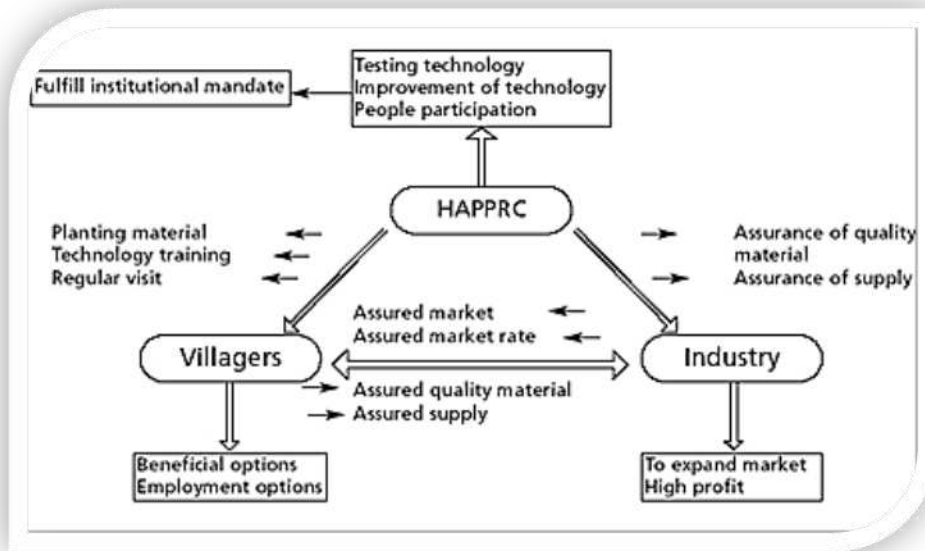 Testing technology
Improvement of technology
People participation
Fulfill institutional mandate
HAPPRC
Planting material
Technology training
Regular visit
Assurance of quality
material
Assurance of supply
Assured market
Assured market rate
Villagers
Industry
Assured quality material
Assured supply
Beneficial options
Employment options
To expand market
High profit